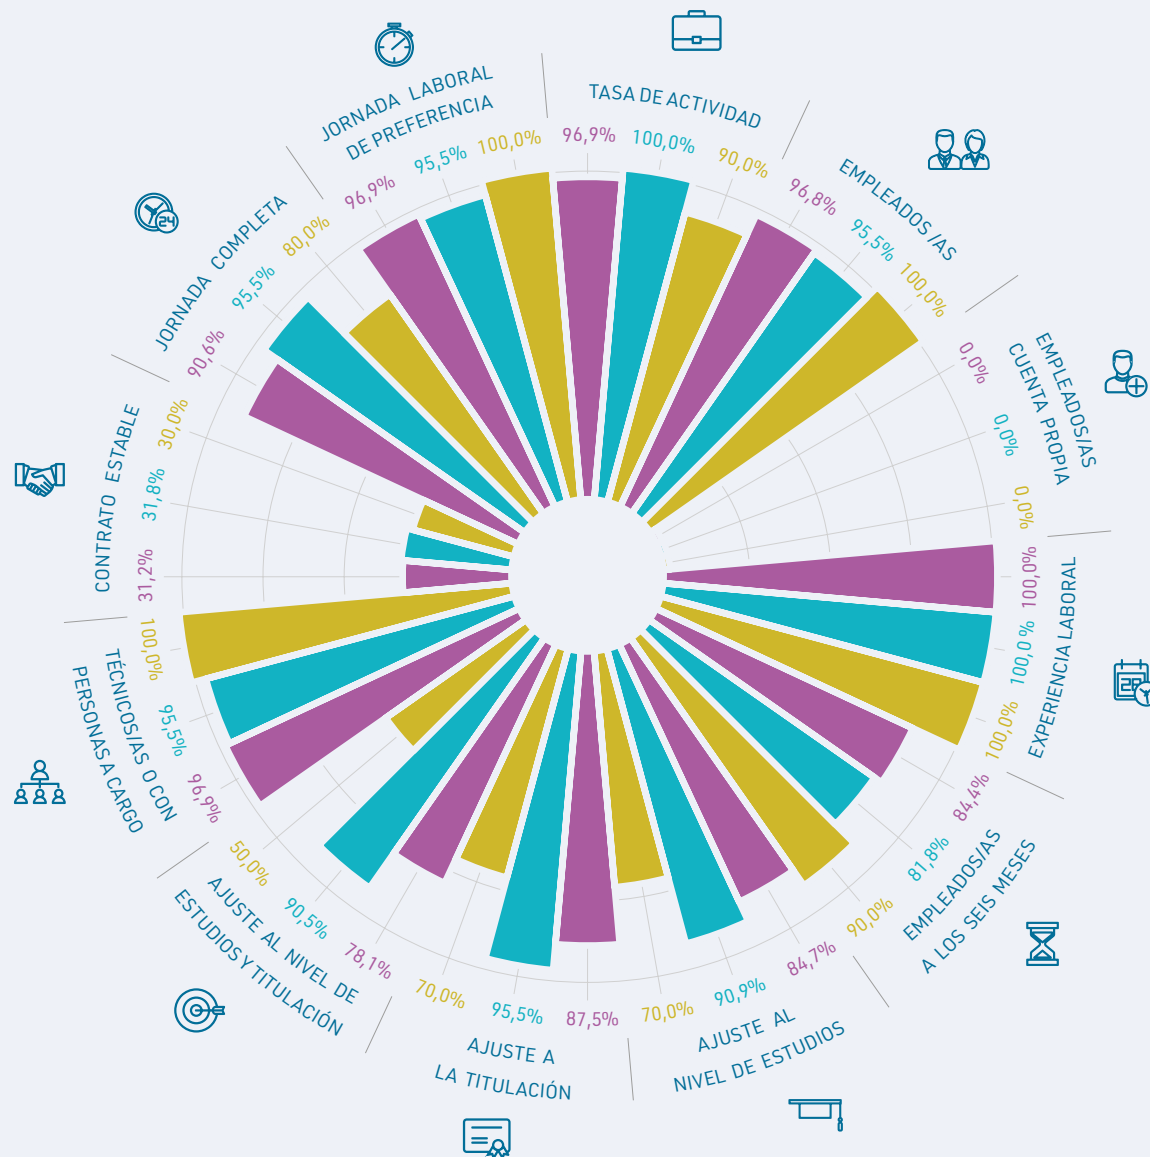 TASA DE ACTIVIDAD
96,9%
100,0%
90,0%
EMPLEADOS /AS
96,8%
95,5%
100,0%
EMPLEADOS/AS
CUENTA PROPIA
0,0%
0,0%
0,0%
EXPERIENCIA LABORAL
100,0%
100,0 %
100,0%
EMPLEADOS/AS
A LOS SEIS MESES
84,4%
81,8%
90,0%
AJUSTE AL
NIVEL DE ESTUDIOS
84,7%
90,9%
70,0%
AJUSTE A
LA TITULACIÓN
87,5%
95,5%
70,0%
AJUSTE AL NIVEL DE
ESTUDIOS Y TITULACIÓN
78,1%
90,5%
50,0%
TÉCNICOS/AS O CON
PERSONAS A CARGO
96,9%
95,5%
100,0%
CONTRATO ESTABLE
31,2%
31,8%
30,0%
JORNADA COMPLETA
90,6%
95,5%
80,0%
JORNADA LABORAL
DE PREFERENCIA
96,9%
95,5%
100,0%
24